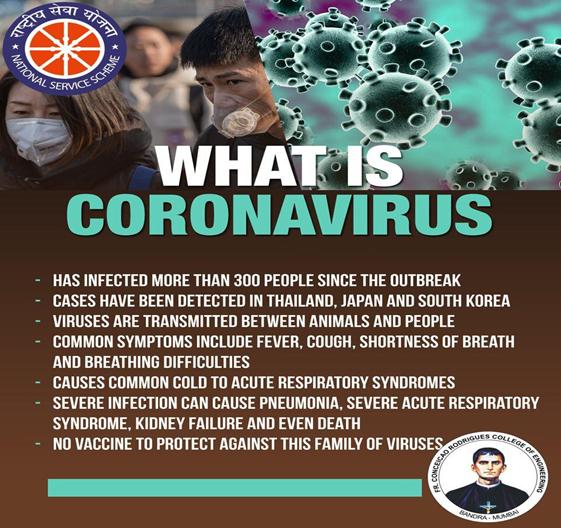 राष्ट्रीय सेवा योजना
NATIONAL SERVICE SCHEME
WHAT IS
CORONAVIRUS
- HAS INFECTED MORE THAN 300 PEOPLE SINCE THE OUTBREAK
- CASES HAVE BEEN DETECTED IN THAILAND, JAPAN AND SOUTH KOREA
- VIRUSES ARE TRANSMITTED BETWEEN ANIMALS AND PEOPLE
- COMMON SYMPTOMS INCLUDE FEVER, COUGH, SHORTNESS OF BREATH
AND BREATHING DIFFICULTIES
- CAUSES COMMON COLD TO ACUTE RESPIRATORY SYNDROMES
- SEVERE INFECTION CAN CAUSE PNEUMONIA, SEVERE ACUTE RESPIRATORY
SYNDROME, KIDNEY FAILURE AND EVEN DEATH
- NO VACCINE TO PROTECT AGAINST THIS FAMILY OF VIRUSES
FR. CONCEICAO RODRIGUES COLLEGE OF ENGINEERING
BANDRA - MUMBAI